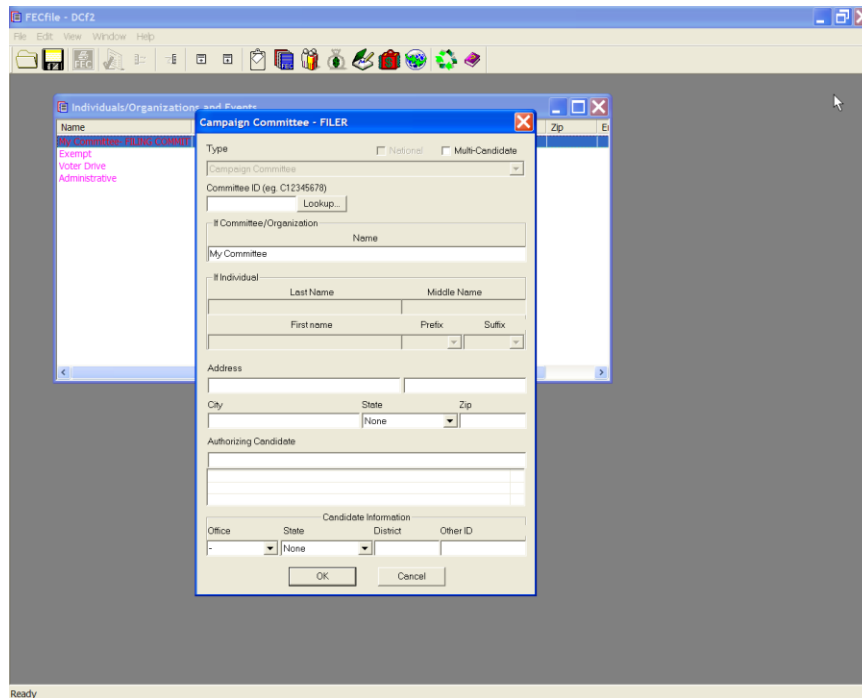 FECfile - DCf2
File Edit View Window Help
Individuals/Organizations and Events
Name Zip
My Committee- FILING COMMIT
Exempt
Voter Drive
Administrative
Campaign Committee - FILER
Type National Multi-Candidate
Campaign Committee
Committee ID (eg. C12345678)
Lookup...
If Committee/Organization
Name
My Committee
If Individual
Last Name Middle Name
First name Prefix Suffix
Address
City State Zip
None
Authorizing Candidate
Candidate Information
Office State District Other ID
- None
OK Cancel
Ready